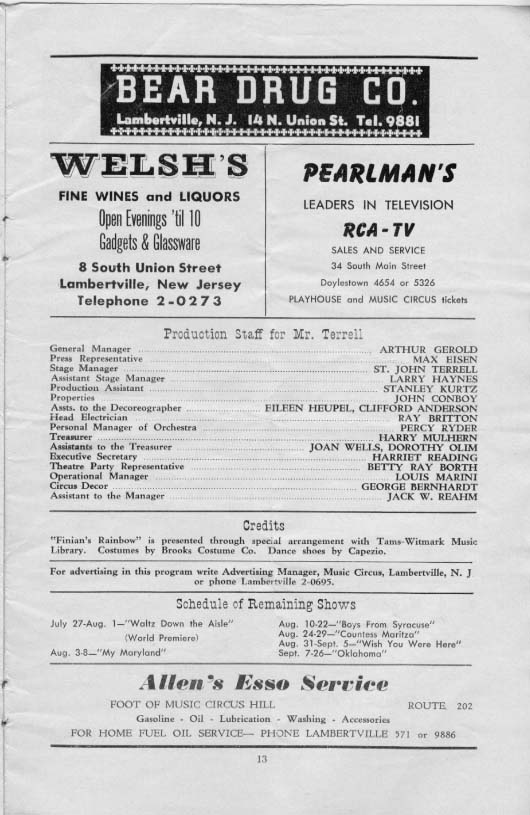 BEAR DRUG CO.
Lambertville, N. J. 14 N. Union St. Tel. 9881
WELSH'S
FINE WINES and LIQUORS
Open Evenings 'til 10
Gadgets & Glassware
8 South Union Street
Lambertville, New Jersey
Telephone 2-0273
PEARLMAN'S
LEADERS IN TELEVISION
RCA-TV
SALES AND SERVICE
34 South Main Street
Doylestown 4654 or 5326
PLAYHOUSE and MUSIC CIRCUS tickets
Production Staff for Mr. Terrell
General Manager ARTHUR GEROLD
Press Representative MAX EISEN
Stage Manager ST. JOHN TERRELL
Assistant Stage Manager LARRY HAYNES
Production Assistant STANLEY KURTZ
Properties JOHN CONBOY
Assts. to the Decoreographer EILEEN HEUPEL, CLIFFORD ANDERSON
Head Electrician RAY BRITTON
Personal Manager of Orchestra PERCY RYDER
Treasurer HARRY MULHERN
Assistants to the Treasurer JOAN WELLS, DOROTHY OLIM
Executive Secretary HARRIET READING
Theatre Party Representative BETTY RAY BORTH
Operational Manager LOUIS MARINI
Circus Decor GEORGE BERNHARDT
Assistant to the Manager JACK W. REAHM
Credits
"Finian's Rainbow" is presented through special arrangement with Tams-Witmark Music
Library. Costumes by Brooks Costume Co. Dance shoes by Capezio.
For advertising in this program write Advertising Manager, Music Circus, Lambertville, N. J
or phone Lambertville 2-0695.
Schedule of Remaining Shows
July 27-Aug. 1—"Waltz Down the Aisle"
(World Premiere)
Aug. 3-8—"My Maryland"
Aug. 10-22—"Boys From Syracuse"
Aug. 24-29—"Countess Maritza"
Aug. 31-Sept. 5—"Wish You Were Here"
Sept. 7-26—"Oklahoma"
Allen's Esso Service
FOOT OF MUSIC CIRCUS HILL ROUTE 202
Gasoline - Oil - Lubrication - Washing - Accessories
FOR HOME FUEL OIL SERVICE— PHONE LAMBERTVILLE 571 or 9886
13